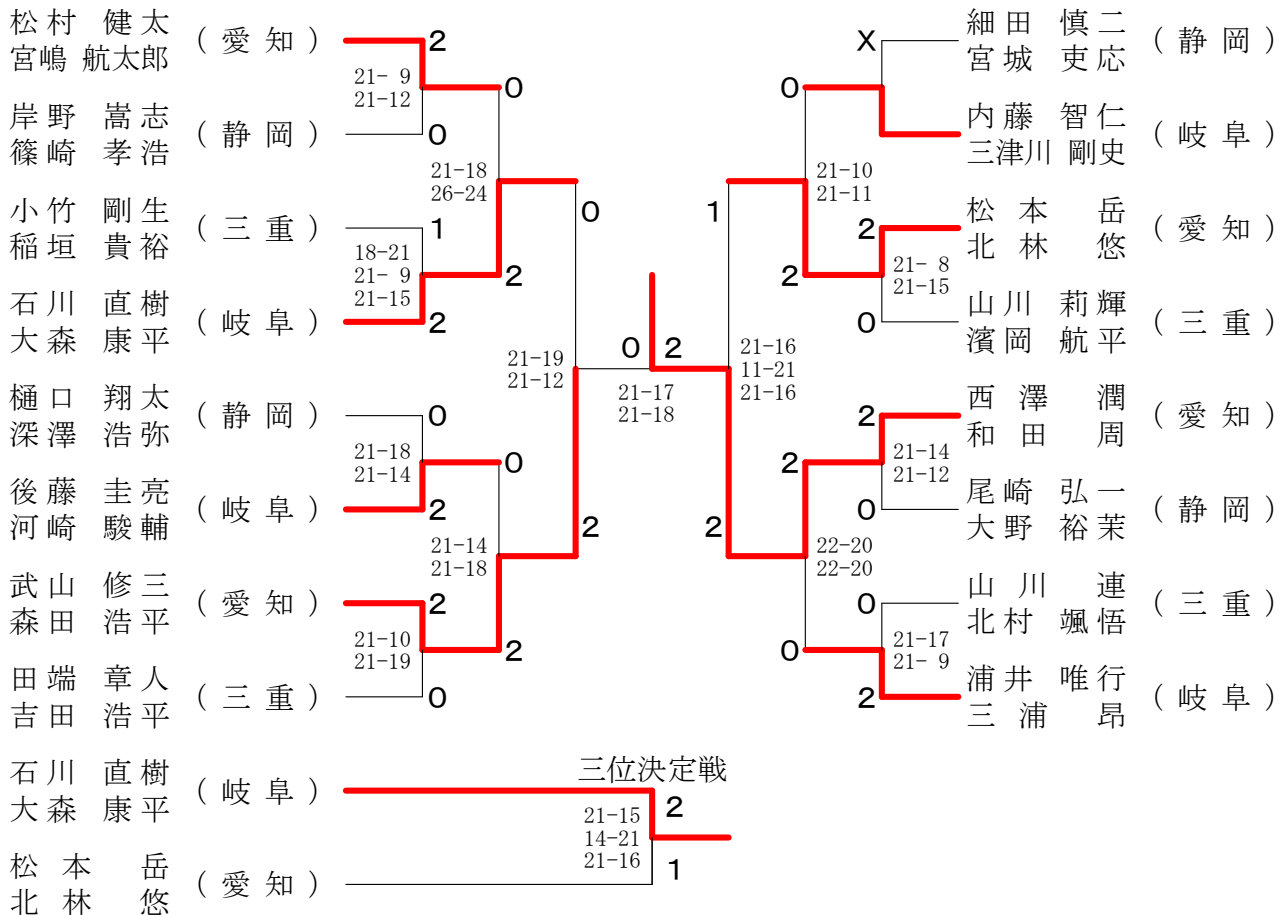 松村 健太
宮嶋 航太郎
(愛知)
2
21- 9
21-12
0
岸野 嵩志
篠崎 孝浩
(静岡)
0
21-18
26-24
0
小竹 剛生
稲垣 貴裕
(三重)
1
18-21
21- 9
21-15
2
石川 直樹
大森 康平
(岐阜)
2
21-19
21-12
樋口 翔太
深澤 浩弥
(静岡)
0
21-18
21-14
0
後藤 圭亮
河崎 駿輔
(岐阜)
2
21-14
21-18
2
武山 修三
森田 浩平
(愛知)
2
21-10
21-19
2
田端 章人
吉田 浩平
(三重)
0
0 2
21-17
21-18
X
細田 慎二
宮城 吏応
(静岡)
0
内藤 智仁
三津川 剛史
(岐阜)
21-10
21-11
1
2
松本 岳
北林 悠
(愛知)
2
21- 8
21-15
0
山川 莉輝
濱岡 航平
(三重)
21-16
11-21
21-16
2
西澤 潤
和田 周
(愛知)
2
21-14
21-12
0
尾崎 弘一
大野 裕茉
(静岡)
2
22-20
22-20
0
山川 連
北村 颯悟
(三重)
0
21-17
21- 9
2
浦井 唯行
三浦 昂
(岐阜)
三位決定戦
石川 直樹
大森 康平
(岐阜)
2
21-15
14-21
21-16
1
松本 岳
北林 悠
(愛知)